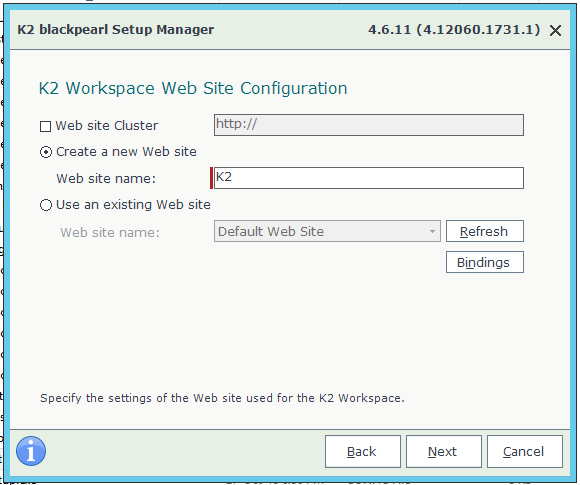 K2 blackpearl Setup Manager 4.6.11 (4.12060.1731.1)
K2 Workspace Web Site Configuration
Web site Cluster http://
Create a new Web site
Web site name: K2
Use an existing Web site
Web site name: Default Web Site Refresh
Bindings
Specify the settings of the Web site used for the K2 Workspace.
Back Next Cancel